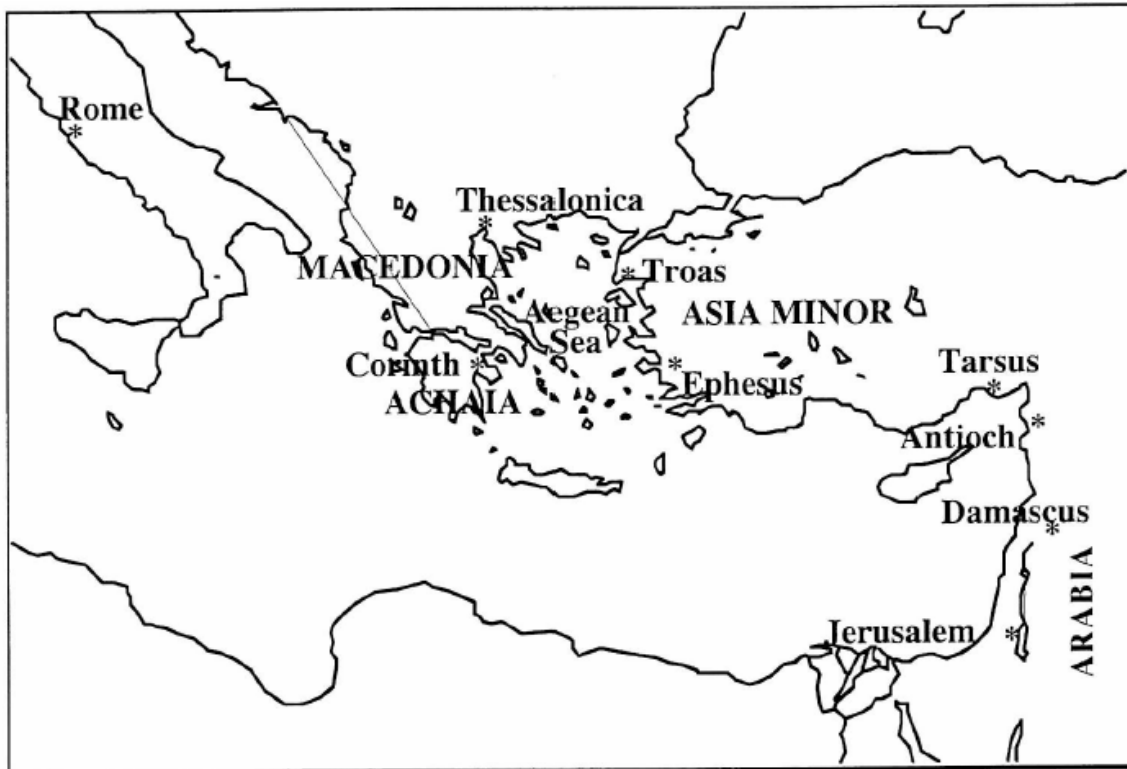 Rome
Thessalonica
MACEDONIA
Troas
Aegean
Sea
ASIA MINOR
Corinth
ACHAIA
Ephesus
Tarsus
Antioch
Damascus
ARABIA
Jerusalem